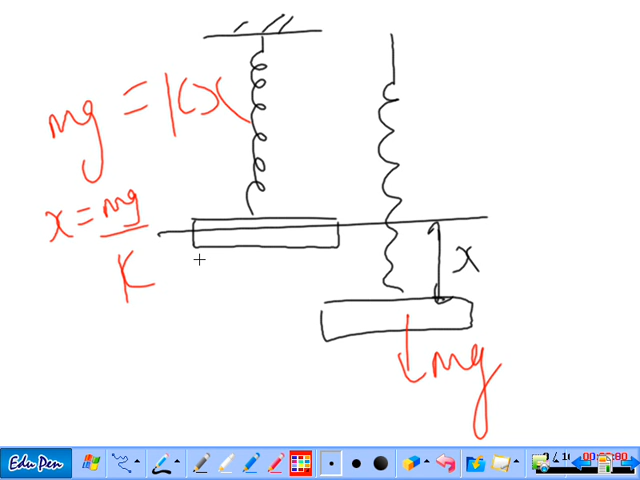 mg = Kx
x = mg/K
x
mg
Edu Pen